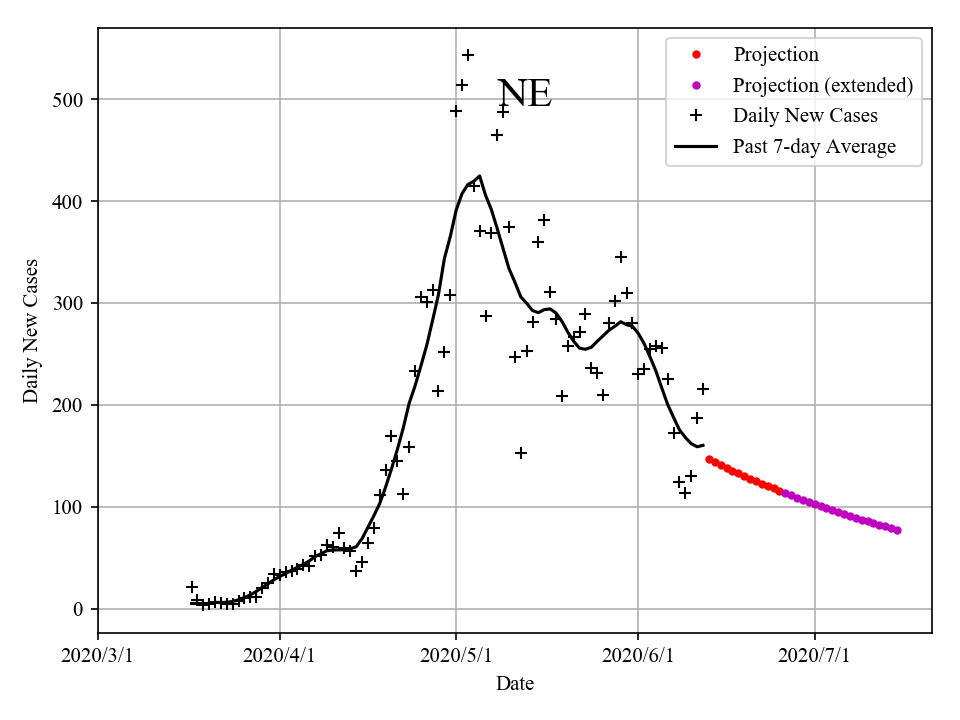 NE
Projection
Projection (extended)
Daily New Cases
Past 7-day Average
Daily New Cases
500
400
300
200
100
0
2020/3/1
2020/4/1
2020/5/1
2020/6/1
2020/7/1
Date